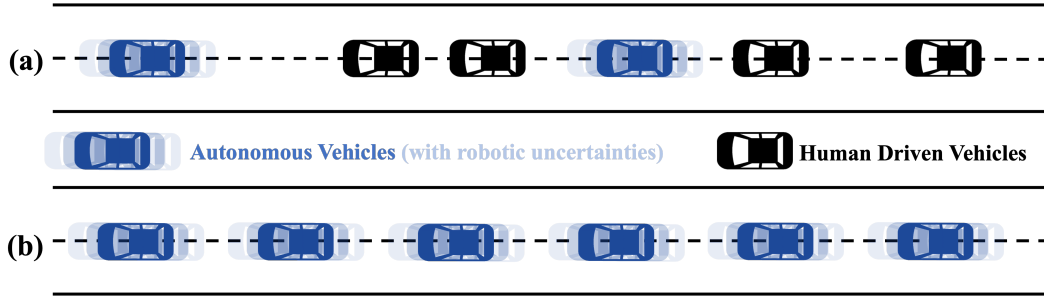 (a)
Autonomous Vehicles (with robotic uncertainties)
Human Driven Vehicles
(b)